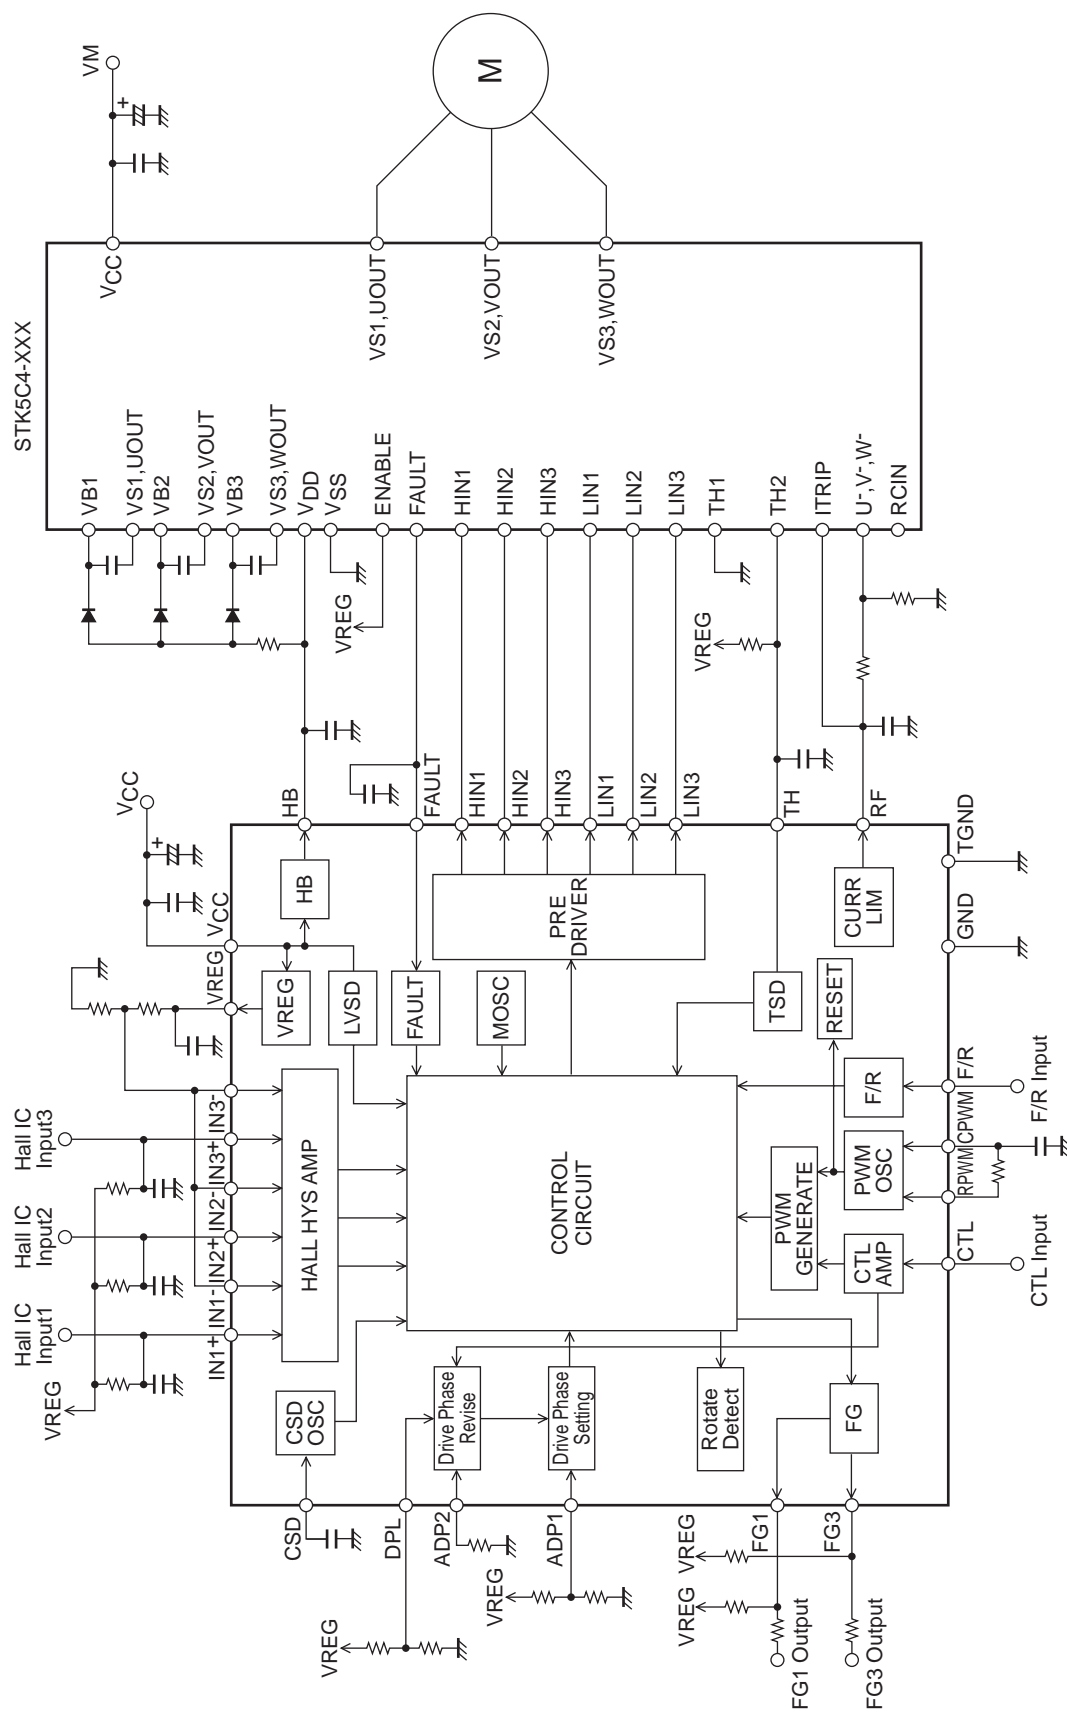 STK5C4-XXX
VM
VCC
M
VS1,UOUT
VS2,VOUT
VS3,WOUT
VB1
VS1,UOUT
VB2
VS2,VOUT
VB3
VS3,WOUT
VDD
VSS
ENABLE
FAULT
HIN1
HIN2
HIN3
LIN1
LIN2
LIN3
TH1
TH2
ITRIP
U-,V-,W-
RCIN
VREG
VREG
VCC
HB
FAULT
HIN1
HIN2
HIN3
LIN1
LIN2
LIN3
TH
RF
TGND
GND
VCC
VREG
HB
VREG
LVSD
FAULT
MOSC
PRE
DRIVER
TSD
CURR
LIM
RESET
Hall IC
Input3
Hall IC
Input2
Hall IC
Input1
VREG
IN3-
IN3+
IN2-
IN2+
IN1-
IN1+
HALL HYS AMP
CONTROL
CIRCUIT
PWM
GENERATE
F/R
PWM
OSC
CTL
AMP
F/R
CPWM
RPWM
CTL
F/R Input
CTL Input
CSD
OSC
Drive Phase
Revise
Drive Phase
Setting
Rotate
Detect
FG
CSD
DPL
ADP2
ADP1
FG1
FG3
VREG
VREG
VREG
VREG
FG1 Output
FG3 Output
+
+